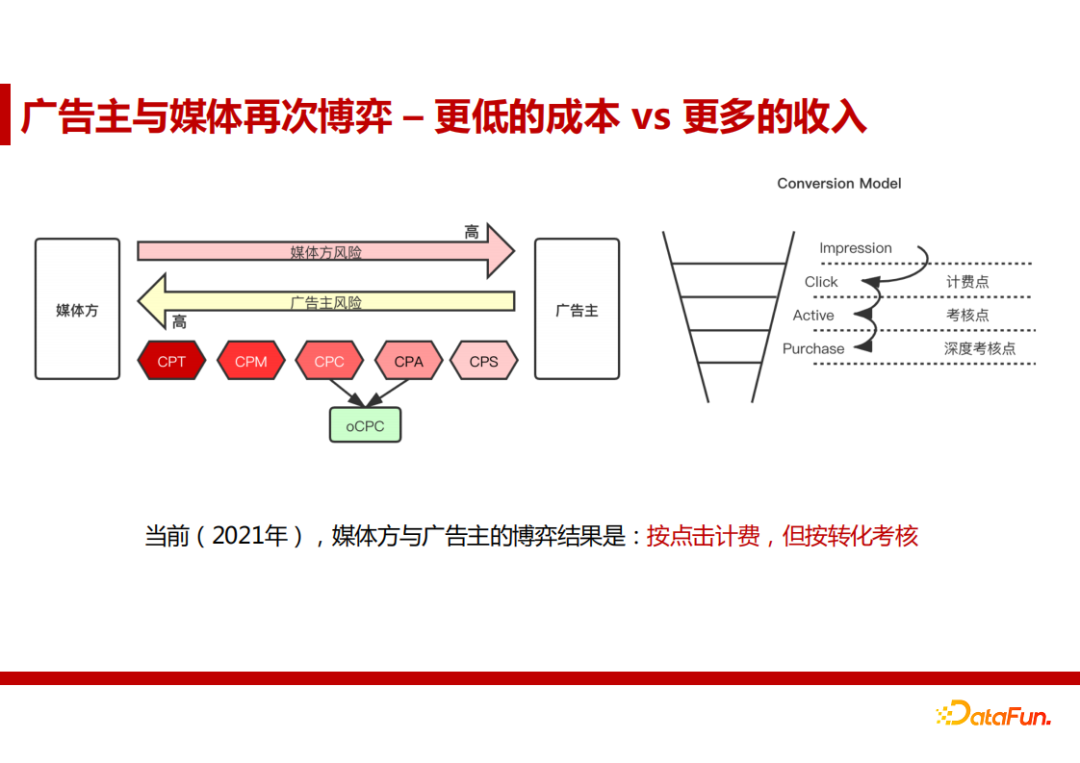 广告主与媒体再次博弈 – 更低的成本 vs 更多的收入
Conversion Model
高
媒体方风险
广告主风险
高
媒体方
广告主
CPT
CPM
CPC
CPA
CPS
oCPC
Impression
Click
计费点
Active
考核点
Purchase
深度考核点
当前（2021年），媒体方与广告主的博弈结果是：按点击计费，但按转化考核
DataFun.